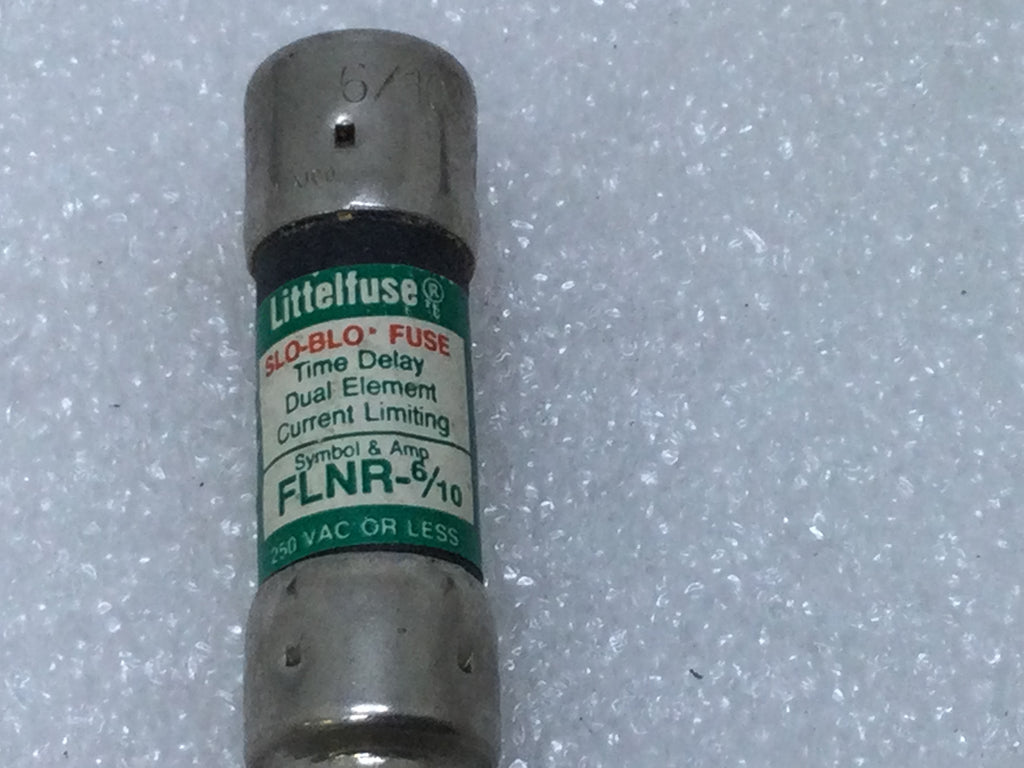 6/10
Littelfuse®
SLO-BLO® FUSE
Time Delay
Dual Element
Current Limiting
Symbol & Amp
FLNR-6/10
250 VAC OR LESS